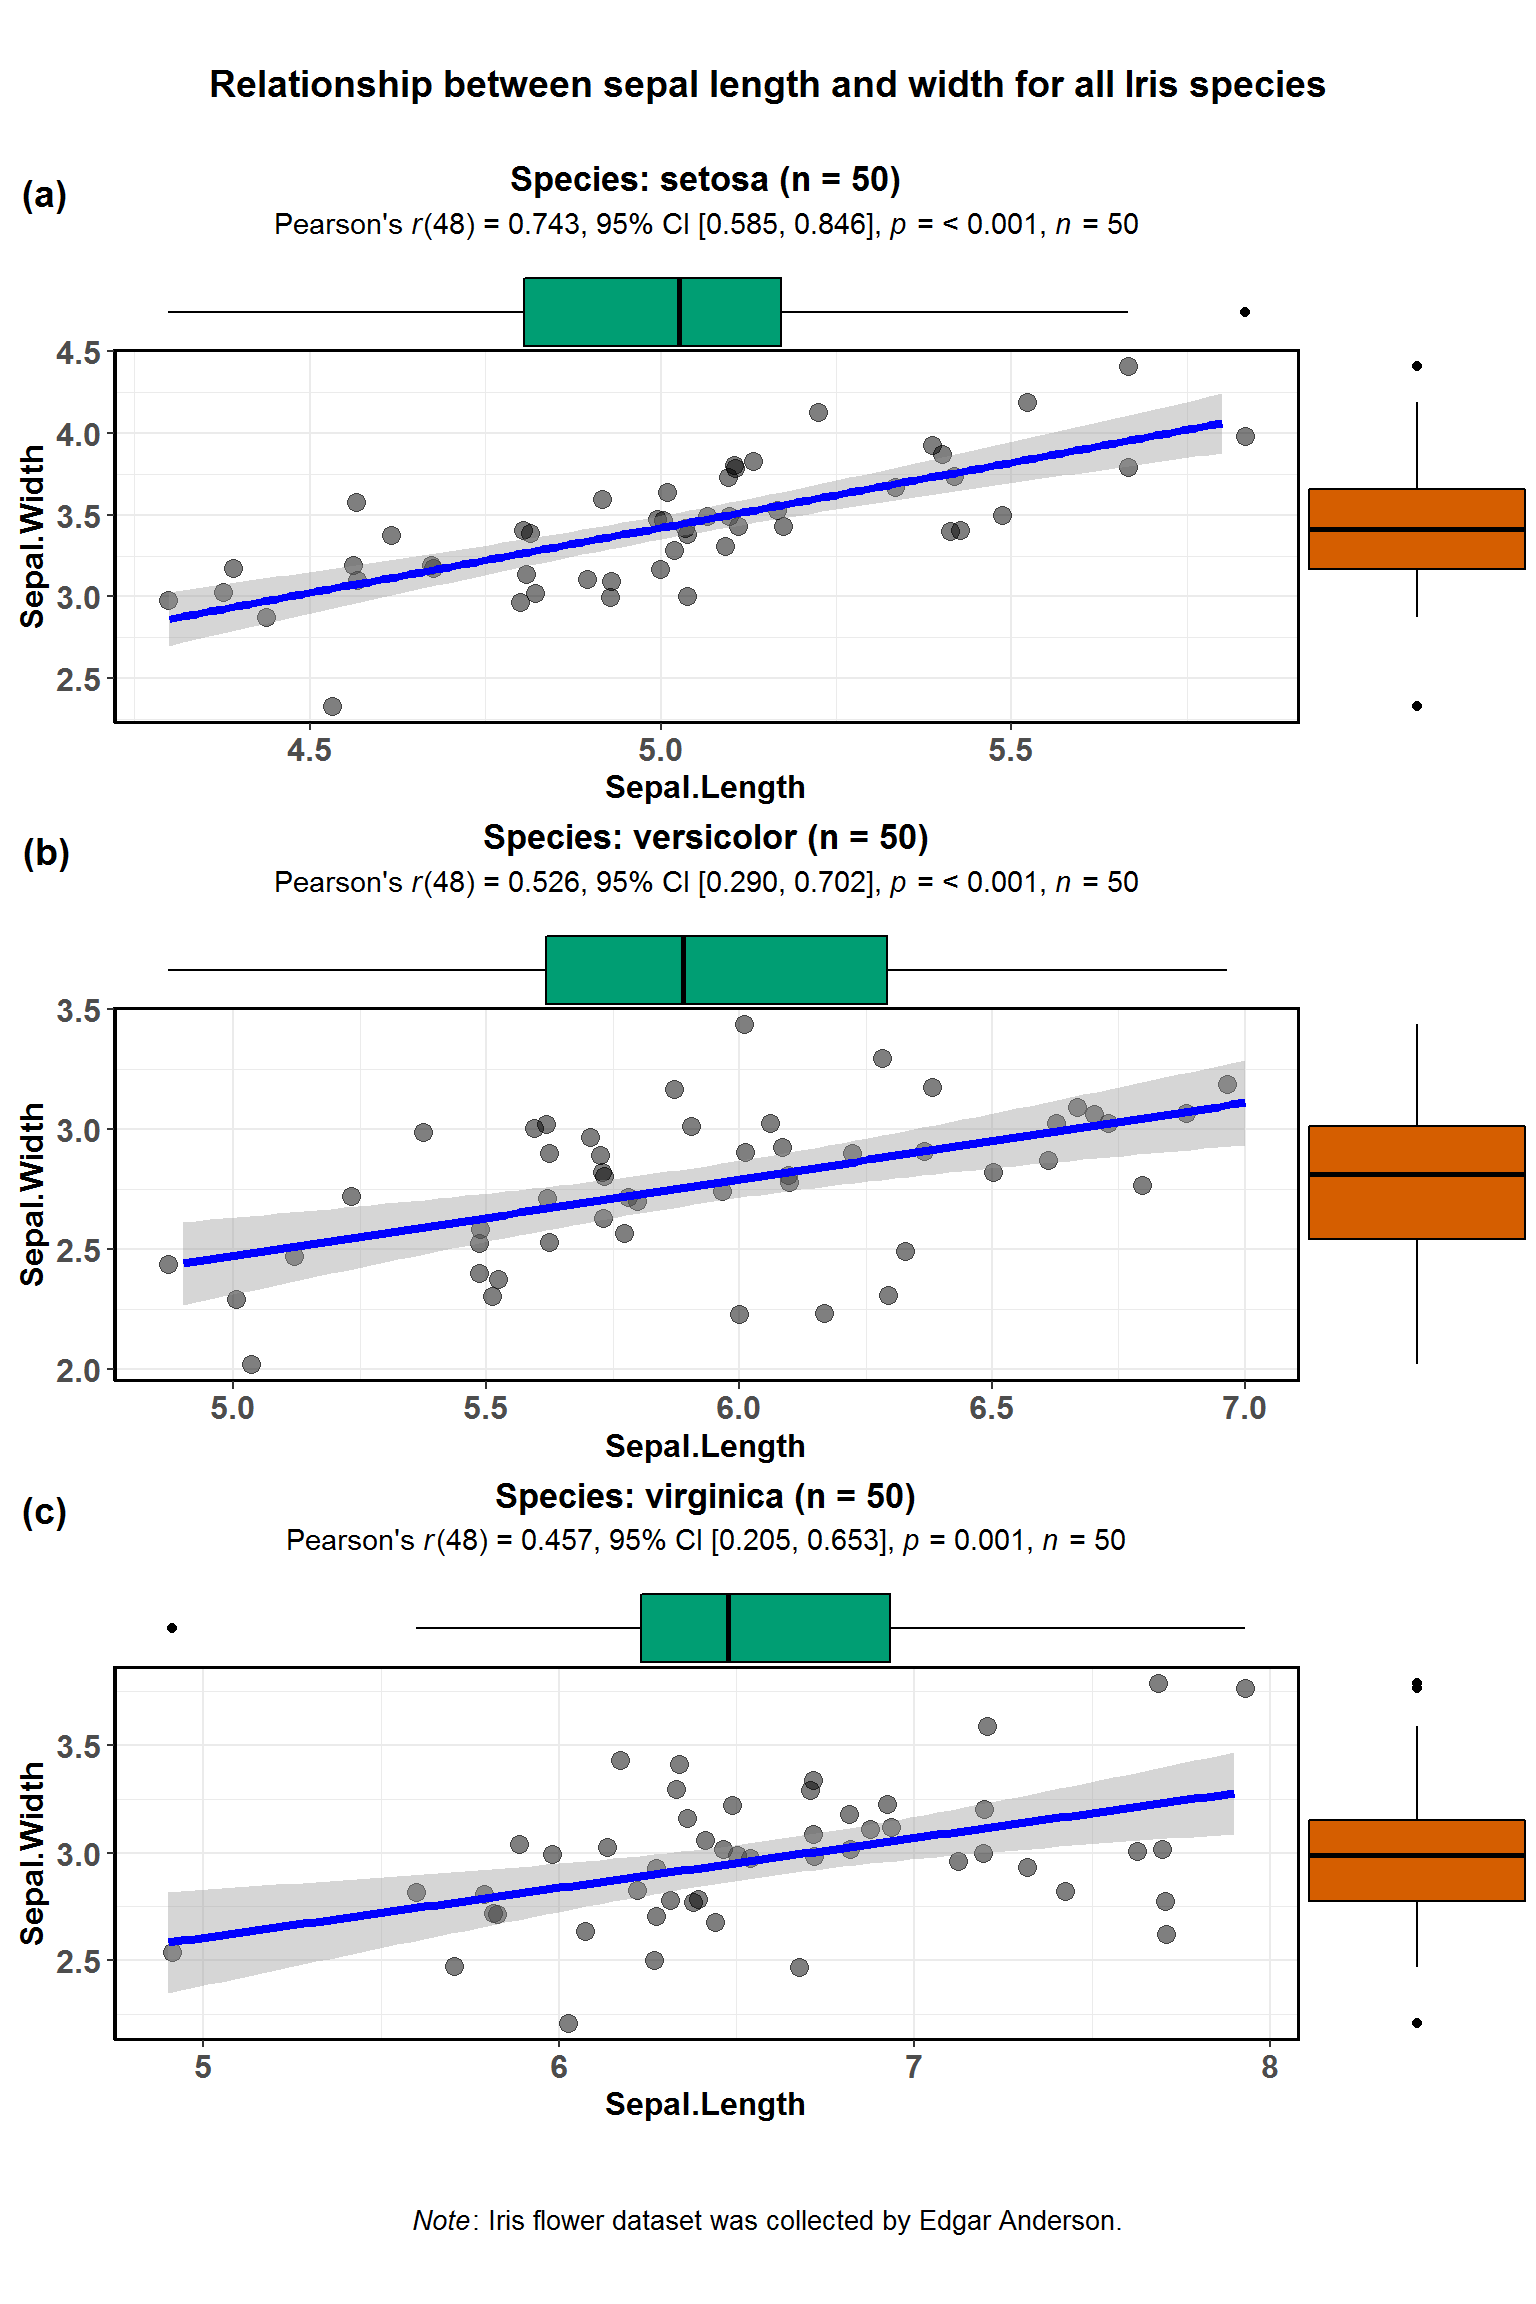 Relationship between sepal length and width for all Iris species
(a)
Species: setosa (n = 50)
Pearson's r(48) = 0.743, 95% CI [0.585, 0.846], p = < 0.001, n = 50
4.5
4.0
3.5
3.0
2.5
Sepal.Width
4.5 5.0 5.5
Sepal.Length
(b)
Species: versicolor (n = 50)
Pearson's r(48) = 0.526, 95% CI [0.290, 0.702], p = < 0.001, n = 50
3.5
3.0
2.5
2.0
Sepal.Width
5.0 5.5 6.0 6.5 7.0
Sepal.Length
(c)
Species: virginica (n = 50)
Pearson's r(48) = 0.457, 95% CI [0.205, 0.653], p = 0.001, n = 50
3.5
3.0
2.5
Sepal.Width
5 6 7 8
Sepal.Length
Note: Iris flower dataset was collected by Edgar Anderson.